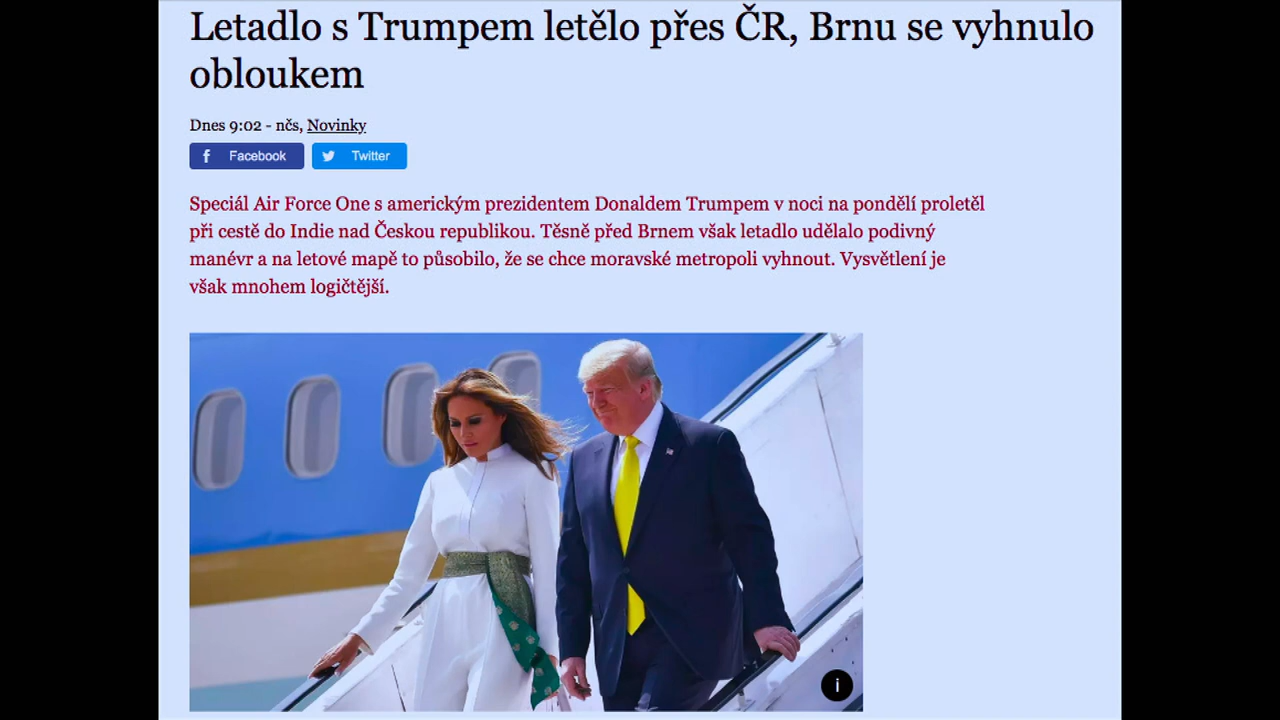 Letadlo s Trumpem letělo přes ČR, Brnu se vyhnulo
obloukem
Dnes 9:02 - nčs, Novinky
Facebook Twitter
Speciál Air Force One s americkým prezidentem Donaldem Trumpem v noci na pondělí proletěl
při cestě do Indie nad Českou republikou. Těsně před Brnem však letadlo udělalo podivný
manévr a na letové mapě to působilo, že se chce moravské metropoli vyhnout. Vysvětlení je
však mnohem logičtější.
i